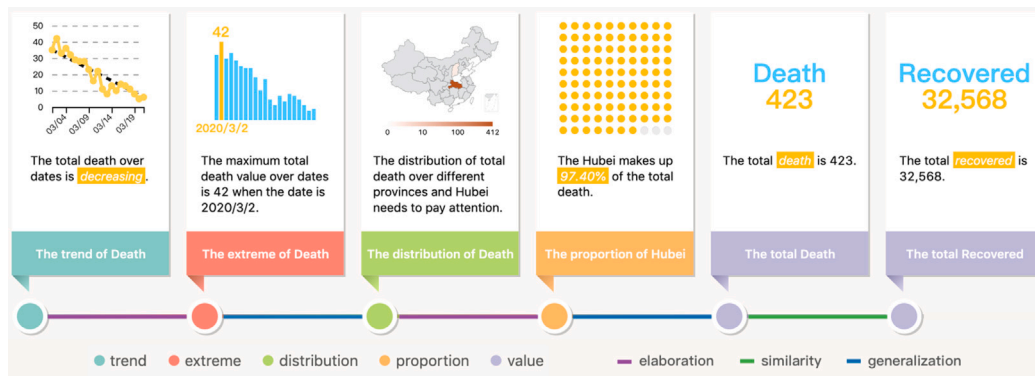 50
40
30
20
10
0
03/04
03/09
03/14
03/19
The total death over
dates is decreasing.
The trend of Death
42
2020/3/2
The maximum total
death value over dates
is 42 when the date is
2020/3/2.
The extreme of Death
0 10 100 412
The distribution of total
death over different
provinces and Hubei
needs to pay attention.
The distribution of Death
The Hubei makes up
97.40% of the total
death.
The proportion of Hubei
Death
423
The total death is 423.
The total Death
Recovered
32,568
The total recovered is
32,568.
The total Recovered
trend extreme distribution proportion value elaboration similarity generalization